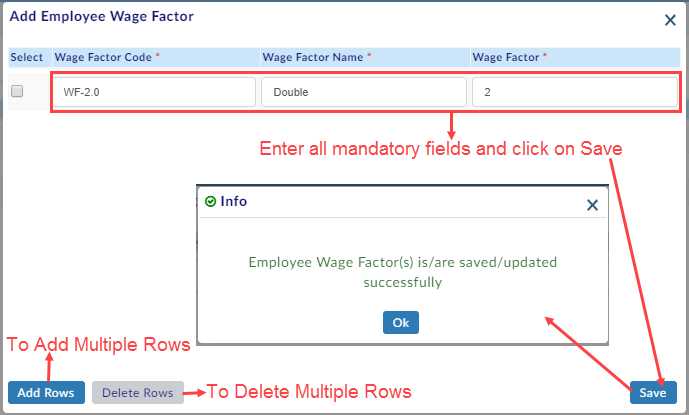 Add Employee Wage Factor
Select Wage Factor Code * Wage Factor Name * Wage Factor *
WF-2.0 Double 2
Enter all mandatory fields and click on Save
Info
Employee Wage Factor(s) is/are saved/updated
successfully
Ok
To Add Multiple Rows
Add Rows Delete Rows To Delete Multiple Rows Save